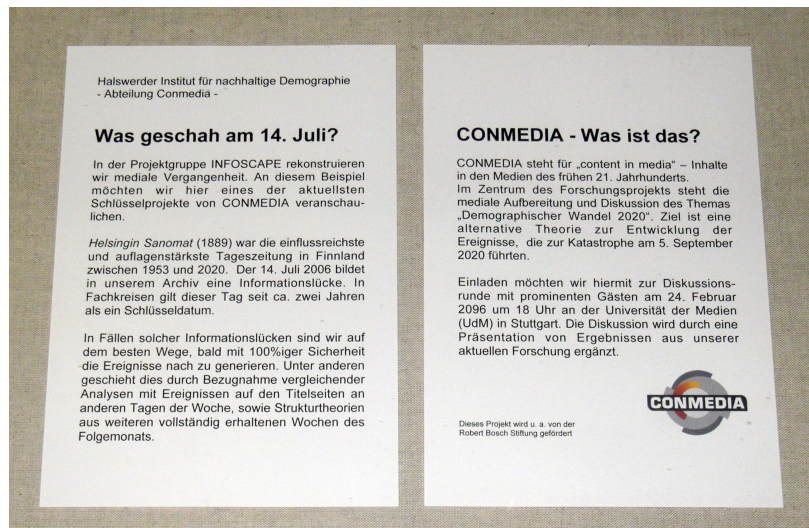 Halswerder Institut für nachhaltige Demographie
- Abteilung Conmedia -
Was geschah am 14. Juli?
In der Projektgruppe INFOSCAPE rekonstruieren
wir mediale Vergangenheit. An diesem Beispiel
möchten wir hier eines der aktuellsten
Schlüsselprojekte von CONMEDIA veranschau-
lichen.
Helsingin Sanomat (1889) war die einflussreichste
und auflagenstärkste Tageszeitung in Finnland
zwischen 1953 und 2020. Der 14. Juli 2006 bildet
in unserem Archiv eine Informationslücke. In
Fachkreisen gilt dieser Tag seit ca. zwei Jahren
als ein Schlüsseldatum.
In Fällen solcher Informationslücken sind wir auf
dem besten Wege, bald mit 100%iger Sicherheit
die Ereignisse nach zu generieren. Unter anderen
geschieht dies durch Bezugnahme vergleichender
Analysen mit Ereignissen auf den Titelseiten an
anderen Tagen der Woche, sowie Strukturtheorien
aus weiteren vollständig erhaltenen Wochen des
Folgemonats.
CONMEDIA - Was ist das?
CONMEDIA steht für „content in media“ – Inhalte
in den Medien des frühen 21. Jahrhunderts.
Im Zentrum des Forschungsprojekts steht die
mediale Aufbereitung und Diskussion des Themas
„Demographischer Wandel 2020“. Ziel ist eine
alternative Theorie zur Entwicklung der
Ereignisse, die zur Katastrophe am 5. September
2020 führten.
Einladen möchten wir hiermit zur Diskussions-
runde mit prominenten Gästen am 24. Februar
2096 um 18 Uhr an der Universität der Medien
(UdM) in Stuttgart. Die Diskussion wird durch eine
Präsentation von Ergebnissen aus unserer
aktuellen Forschung ergänzt.
CONMEDIA
Dieses Projekt wird u. a. von der
Robert Bosch Stiftung gefördert